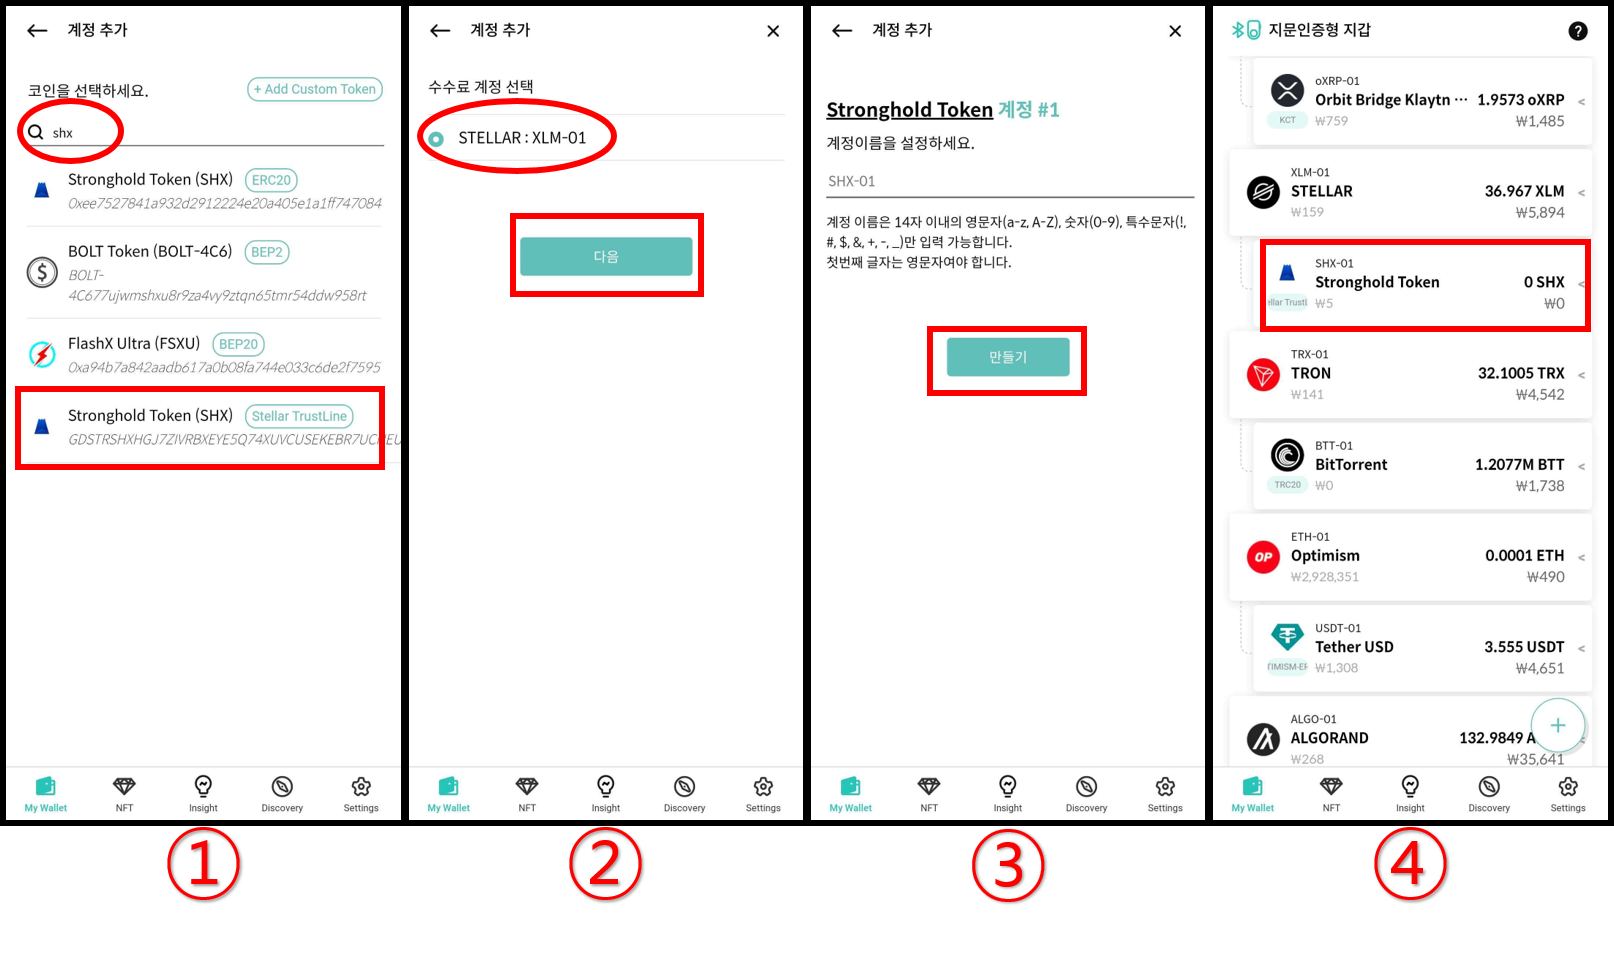 계정 추가
코인을 선택하세요.
+ Add Custom Token
shx
Stronghold Token (SHX) ERC20
0xee7527841a932d2912224e20a405e1a1ff747084
BOLT Token (BOLT-4C6) BEP2
BOLT-
4C677ujwmshxu8r9za4vy9ztqn65tmr54ddw958rt
FlashX Ultra (FSXU) BEP20
0xa94b7a842aadb617a0b08fa744e033c6de2f7595
Stronghold Token (SHX) Stellar TrustLine
My Wallet
NFT
Insight
Discovery
Settings
①
계정 추가
수수료 계정 선택
STELLAR : XLM-01
다음
My Wallet
NFT
Insight
Discovery
Settings
②
계정 추가
Stronghold Token 계정 #1
계정이름을 설정하세요.
SHX-01
계정 이름은 14자 이내의 영문자(a-z, A-Z), 숫자(0-9), 특수문자(!,
#, $, &, +, -, _)만 입력 가능합니다.
첫번째 글자는 영문자여야 합니다.
만들기
My Wallet
NFT
Insight
Discovery
Settings
③
지문인증형 지갑
?
oXRP-01
Orbit Bridge Klaytn ··· 1.9573 oXRP <
KCT ₩759 ₩1,485
XLM-01
STELLAR 36.967 XLM <
₩159 ₩5,894
SHX-01
Stronghold Token 0 SHX <
ellar Trustl ₩5 ₩0
TRX-01
TRON 32.1005 TRX <
₩141 ₩4,542
BTT-01
BitTorrent 1.2077M BTT <
TRC20 ₩0 ₩1,738
ETH-01
OP Optimism 0.0001 ETH <
₩2,928,351 ₩490
USDT-01
Tether USD 3.555 USDT <
TIMISM-ER ₩1,308 ₩4,651
ALGO-01
ALGORAND 132.9849 A
₩268 ₩35,641
+
My Wallet
NFT
Insight
Discovery
Settings
④